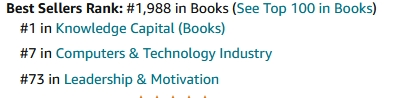 Best Sellers Rank: #1,988 in Books (See Top 100 in Books)
#1 in Knowledge Capital (Books)
#7 in Computers & Technology Industry
#73 in Leadership & Motivation